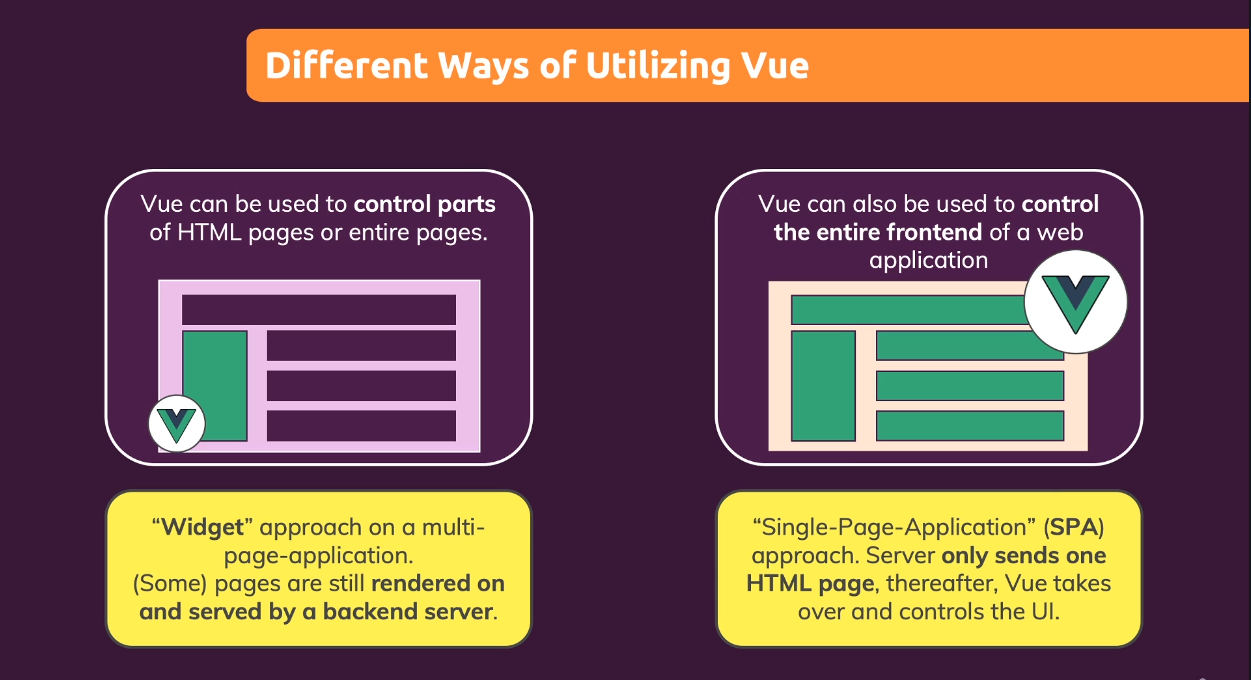 Different Ways of Utilizing Vue
Vue can be used to control parts
of HTML pages or entire pages.
Vue can also be used to control
the entire frontend of a web
application
“Widget” approach on a multi-
page-application.
(Some) pages are still rendered on
and served by a backend server.
“Single-Page-Application” (SPA)
approach. Server only sends one
HTML page, thereafter, Vue takes
over and controls the UI.